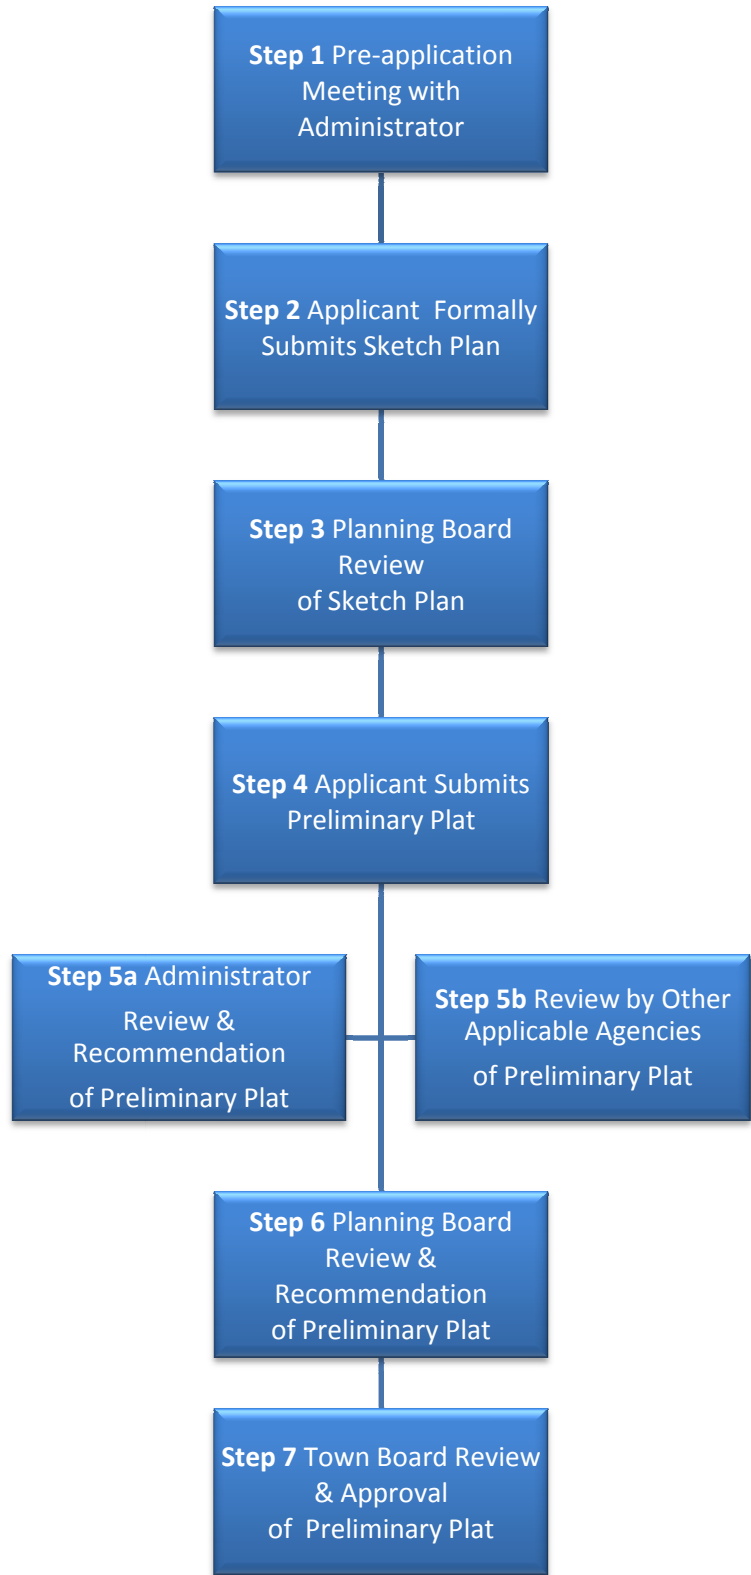 Step 1 Pre-application
Meeting with
Administrator
Step 2 Applicant  Formally
Submits Sketch Plan
Step 3 Planning Board
Review
of Sketch Plan
Step 4 Applicant Submits
Preliminary Plat
Step 5a Administrator
Review &
Recommendation
of Preliminary Plat
Step 5b Review by Other
Applicable Agencies
of Preliminary Plat
Step 6 Planning Board
Review &
Recommendation
of Preliminary Plat
Step 7 Town Board Review
& Approval
of  Preliminary Plat